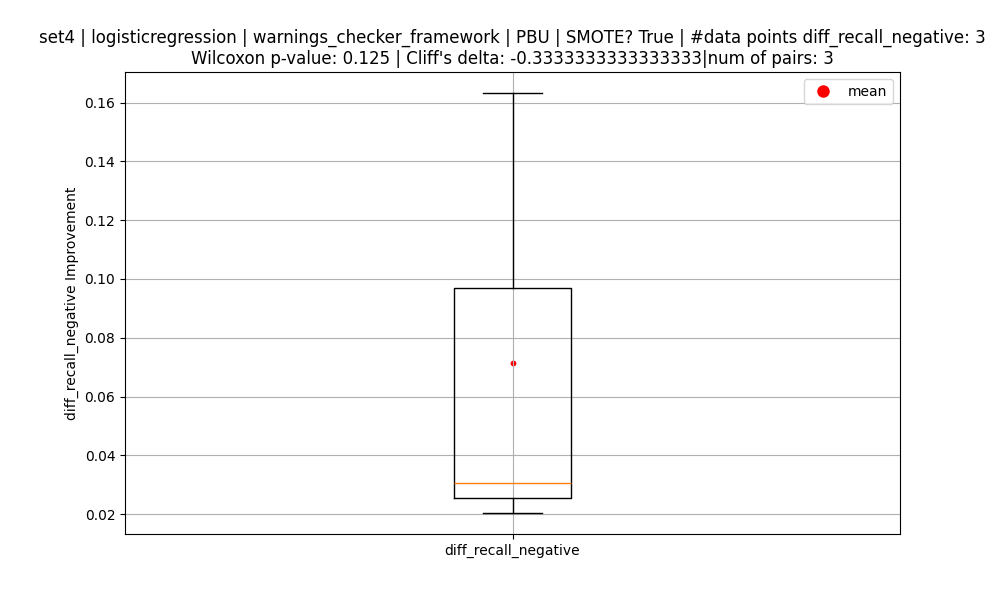 set4 | logisticregression | warnings_checker_framework | PBU | SMOTE? True | #data points diff_recall_negative: 3
Wilcoxon p-value: 0.125 | Cliff's delta: -0.3333333333333333|num of pairs: 3
mean
0.16
0.14
0.12
0.10
0.08
0.06
0.04
0.02
diff_recall_negative Improvement
diff_recall_negative